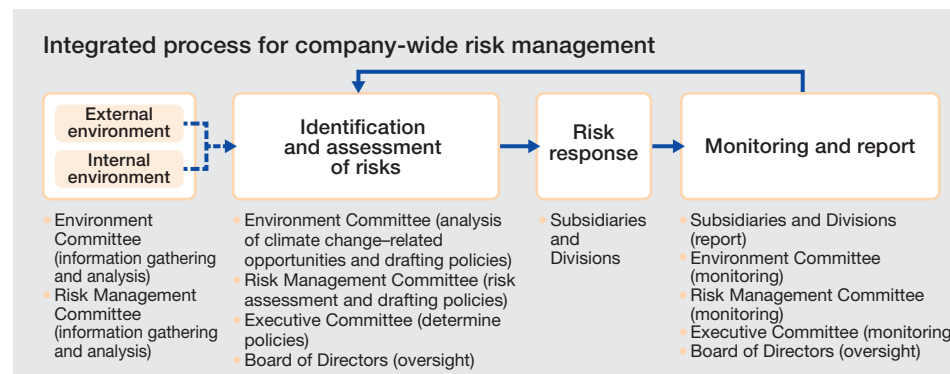 Integrated process for company-wide risk management
External
environment
Internal
environment
Identification
and assessment
of risks
Risk
response
Monitoring and report
• Environment
Committee
(information gathering
and analysis)
• Risk Management
Committee
(information gathering
and analysis)
• Environment Committee (analysis
of climate change–related
opportunities and drafting policies)
• Risk Management Committee (risk
assessment and drafting policies)
• Executive Committee (determine
policies)
• Board of Directors (oversight)
• Subsidiaries
and
Divisions
• Subsidiaries and Divisions
(report)
• Environment Committee
(monitoring)
• Risk Management Committee
(monitoring)
• Executive Committee (monitoring
• Board of Directors (oversight)